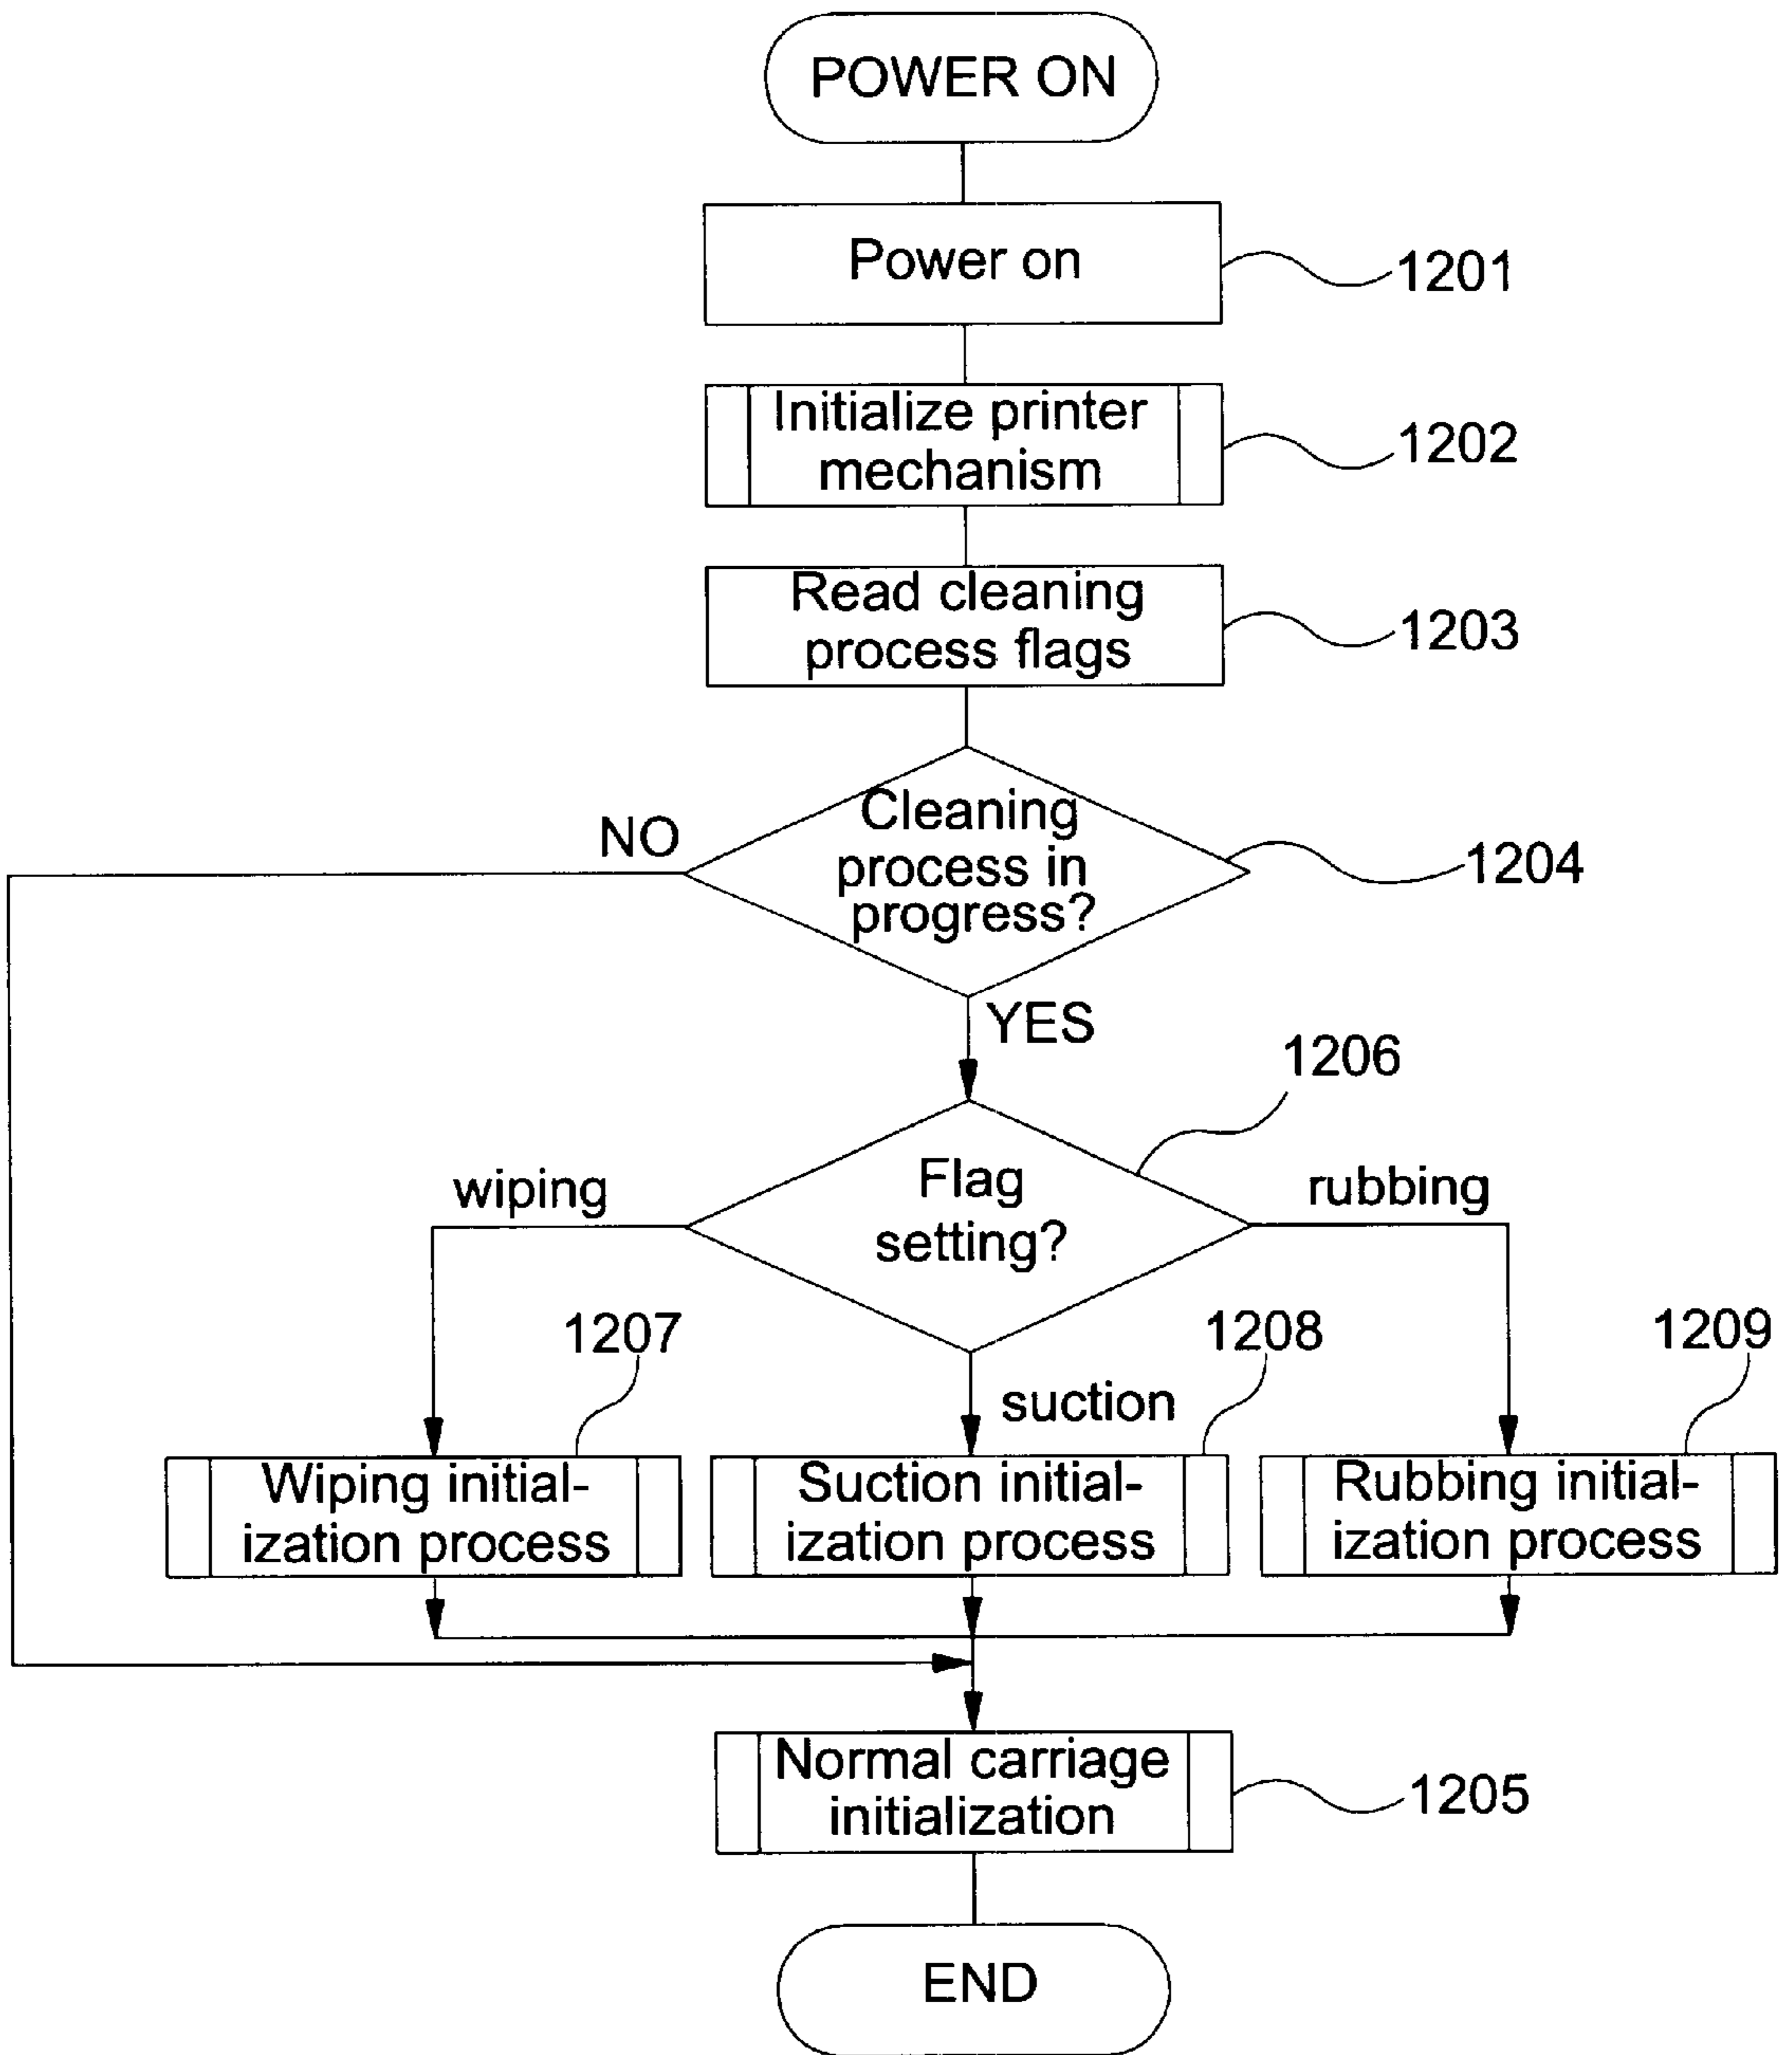 POWER ON
Power on
1201
Initialize printer
mechanism
1202
Read cleaning
process flags
1203
Cleaning
process in
progress?
NO
1204
YES
1206
Flag
setting?
wiping
rubbing
suction
1207
1208
1209
Wiping initial-
ization process
Suction initial-
ization process
Rubbing initial-
ization process
Normal carriage
initialization
1205
END